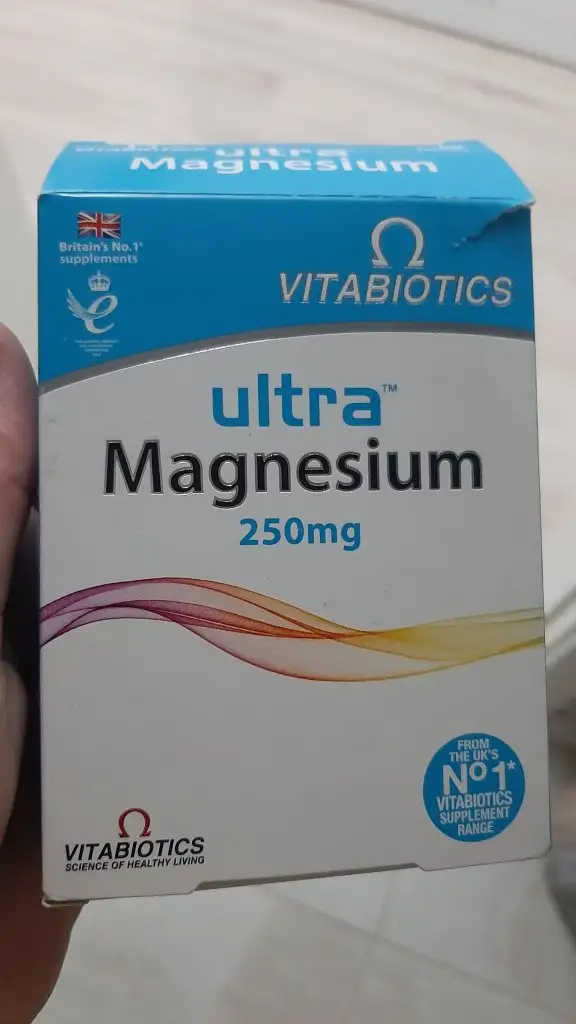 ultra
Magnesium
Britain's No.1*
supplements
VITABIOTICS
ultra™
Magnesium
250mg
FROM
THE UK'S
Nº1*
VITABIOTICS
SUPPLEMENT
RANGE
VITABIOTICS
SCIENCE OF HEALTHY LIVING